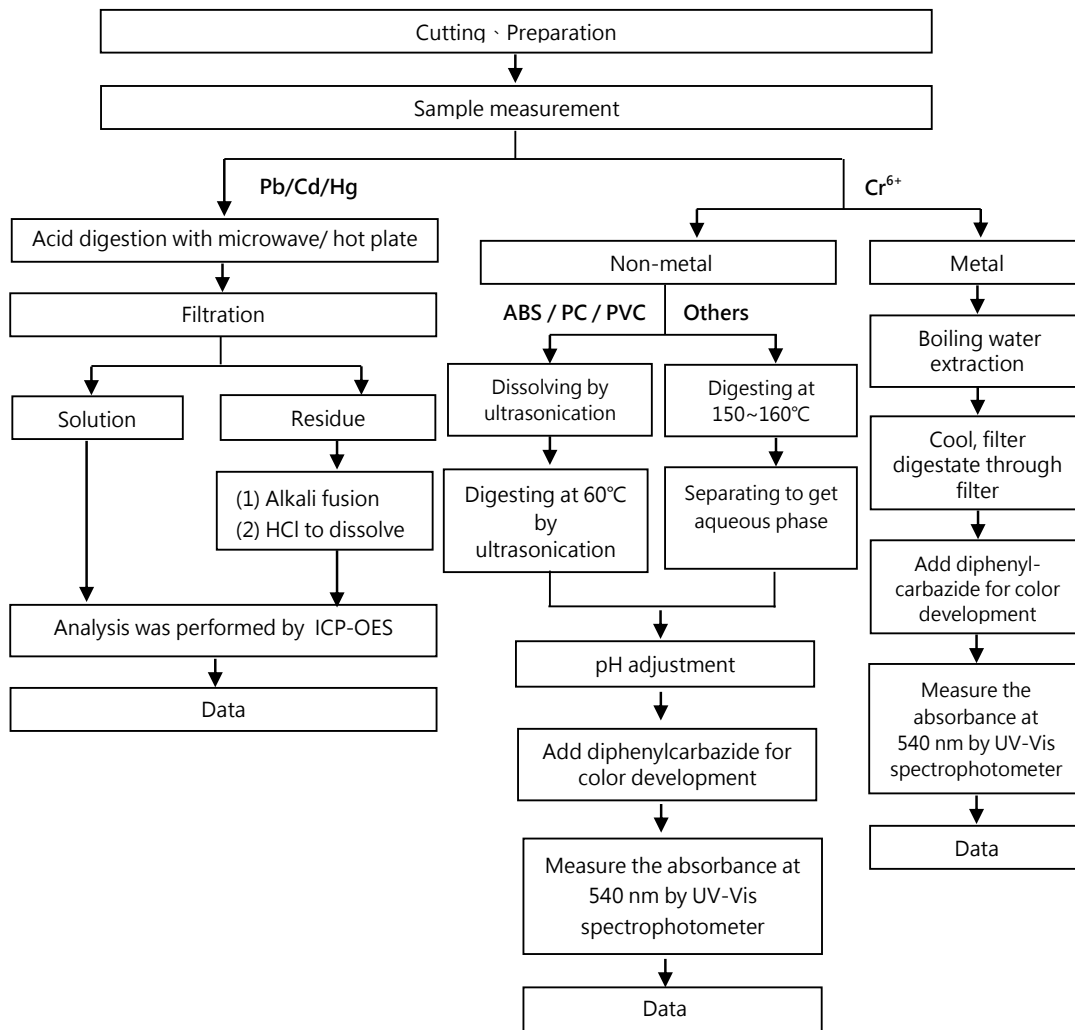 Cutting、Preparation
Sample measurement
Pb/Cd/Hg
Acid digestion with microwave/ hot plate
Filtration
Solution
Residue
(1) Alkali fusion
(2) HCl to dissolve
Analysis was performed by ICP-OES
Data
Cr⁶⁺
Non-metal
ABS / PC / PVC
Others
Dissolving by
ultrasonication
Digesting at 60℃
by
ultrasonication
Digesting at
150~160℃
Separating to get
aqueous phase
pH adjustment
Add diphenylcarbazide for
color development
Measure the absorbance at
540 nm by UV-Vis
spectrophotometer
Data
Metal
Boiling water
extraction
Cool, filter
digestate through
filter
Add diphenyl-
carbazide for color
development
Measure the
absorbance at
540 nm by UV-Vis
spectrophotometer
Data